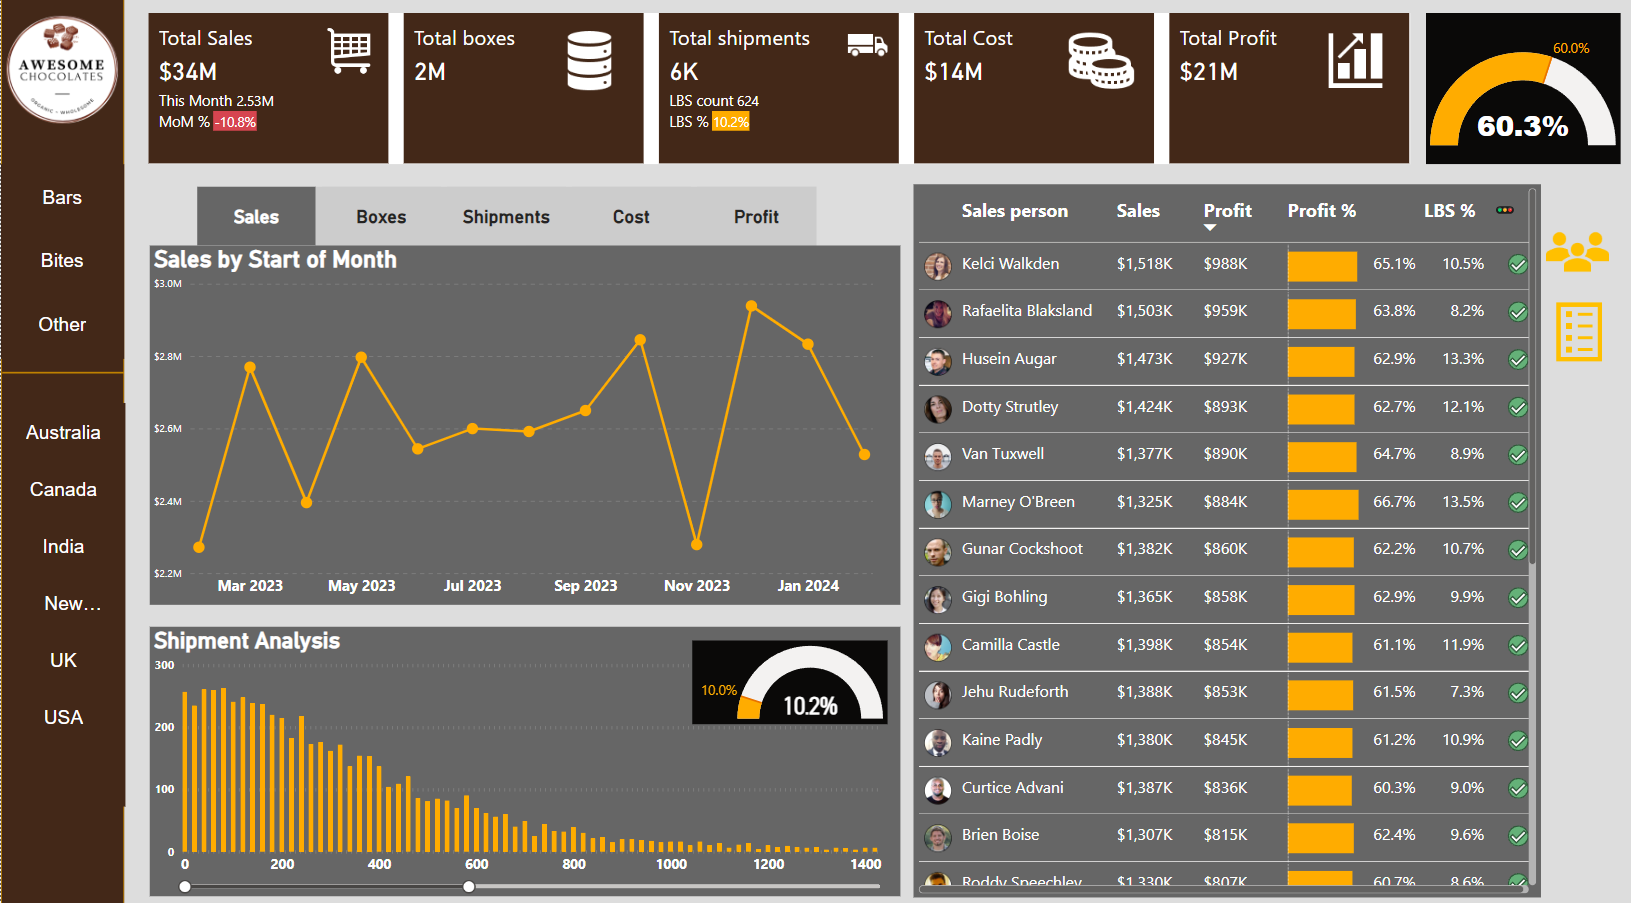 AWESOME
CHOCOLATES
ORGANIC • WHOLESOME
Bars
Bites
Other
Australia
Canada
India
New...
UK
USA
Total Sales
$34M
This Month 2.53M
MoM % -10.8%
Total boxes
2M
Total shipments
6K
LBS count 624
LBS % 10.2%
Total Cost
$14M
Total Profit
$21M
60.0%
60.3%
Sales Boxes Shipments Cost Profit
Sales by Start of Month
$3.0M
$2.8M
$2.6M
$2.4M
$2.2M
Mar 2023 May 2023 Jul 2023 Sep 2023 Nov 2023 Jan 2024
Shipment Analysis
300
200
100
0
0 200 400 600 800 1000 1200 1400
10.0%
10.2%
Sales person Sales Profit Profit % LBS %
Kelci Walkden $1,518K $988K 65.1% 10.5%
Rafaelita Blaksland $1,503K $959K 63.8% 8.2%
Husein Augar $1,473K $927K 62.9% 13.3%
Dotty Strutley $1,424K $893K 62.7% 12.1%
Van Tuxwell $1,377K $890K 64.7% 8.9%
Marney O'Breen $1,325K $884K 66.7% 13.5%
Gunar Cockshoot $1,382K $860K 62.2% 10.7%
Gigi Bohling $1,365K $858K 62.9% 9.9%
Camilla Castle $1,398K $854K 61.1% 11.9%
Jehu Rudeforth $1,388K $853K 61.5% 7.3%
Kaine Padly $1,380K $845K 61.2% 10.9%
Curtice Advani $1,387K $836K 60.3% 9.0%
Brien Boise $1,307K $815K 62.4% 9.6%
Roddy Speechley $1,330K $807K 60.7% 8.6%